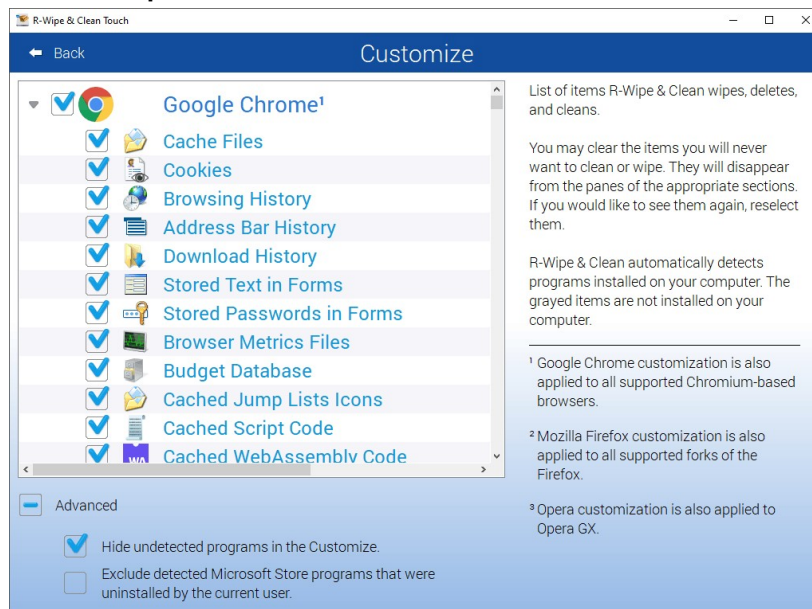 R-Wipe & Clean Touch
Back
Customize
Google Chrome¹
Cache Files
Cookies
Browsing History
Address Bar History
Download History
Stored Text in Forms
Stored Passwords in Forms
Browser Metrics Files
Budget Database
Cached Jump Lists Icons
Cached Script Code
WA
Cached WebAssembly Code
List of items R-Wipe & Clean wipes, deletes,
and cleans.
You may clear the items you will never
want to clean or wipe. They will disappear
from the panes of the appropriate sections.
If you would like to see them again, reselect
them.
R-Wipe & Clean automatically detects
programs installed on your computer. The
grayed items are not installed on your
computer.
¹ Google Chrome customization is also
applied to all supported Chromium-based
browsers.
² Mozilla Firefox customization is also
applied to all supported forks of the
Firefox.
³ Opera customization is also applied to
Opera GX.
Advanced
Hide undetected programs in the Customize.
Exclude detected Microsoft Store programs that were
uninstalled by the current user.